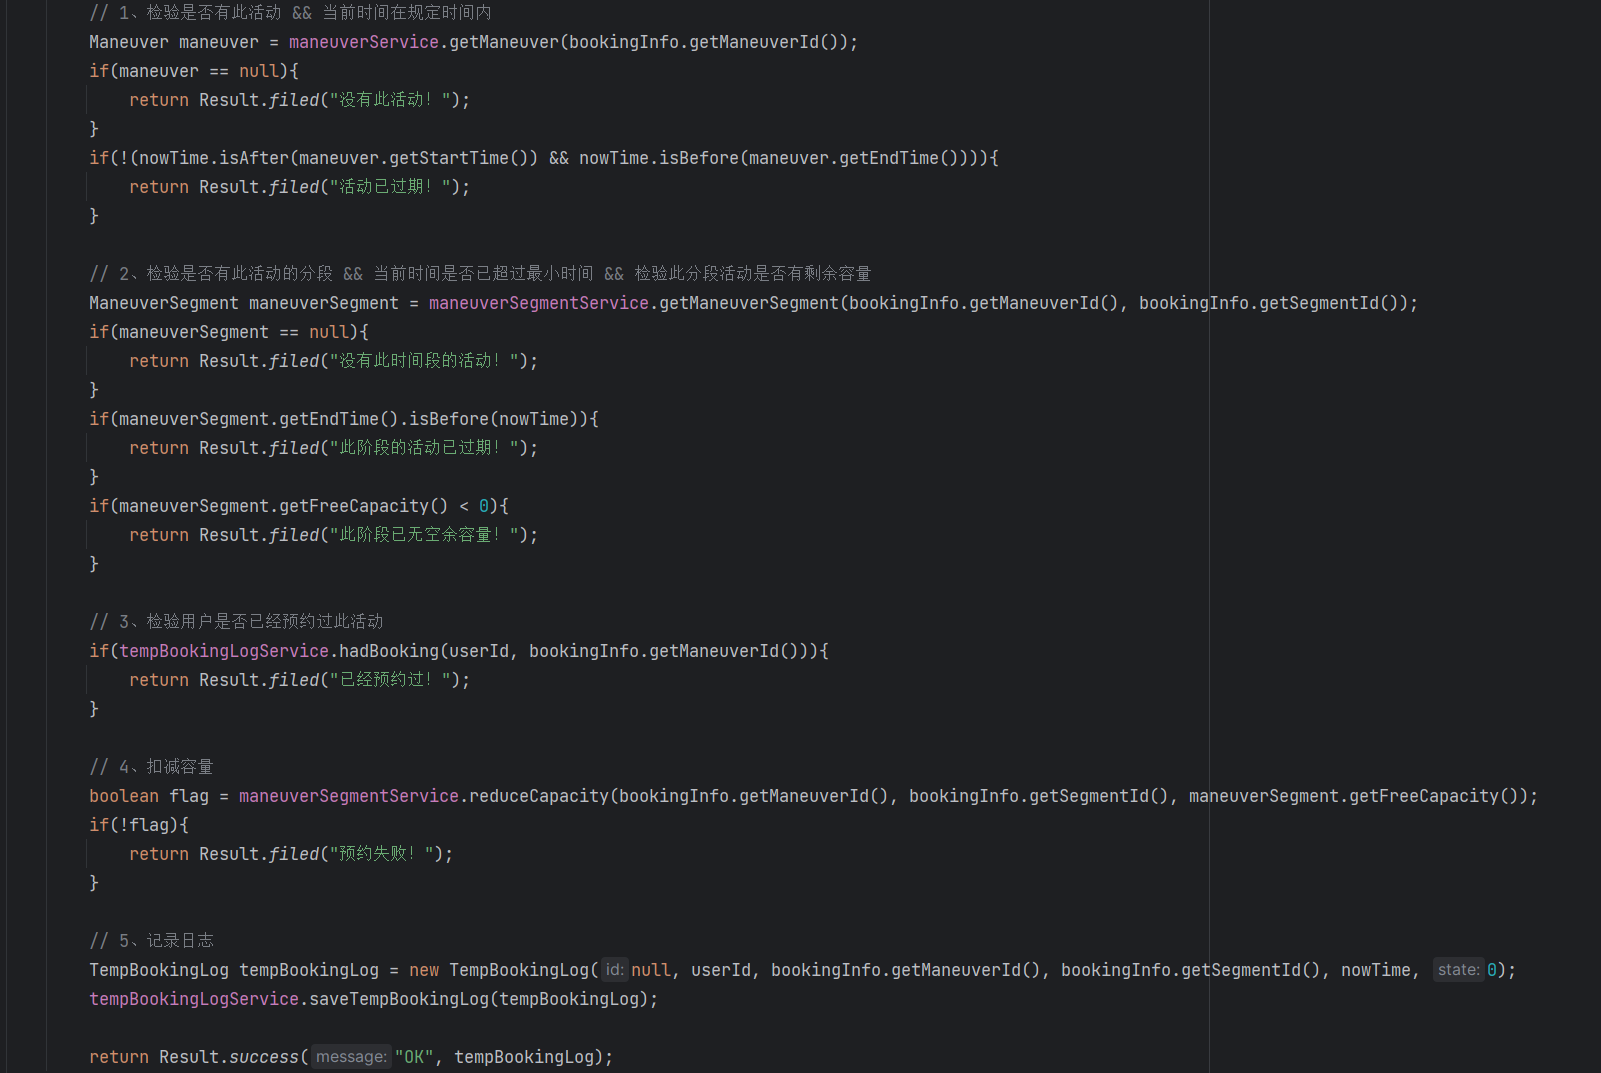 // 1、检验是否有此活动 && 当前时间在规定时间内
Maneuver maneuver = maneuverService.getManeuver(bookingInfo.getManeuverId());
if(maneuver == null){
    return Result.filed("没有此活动！");
}
if(!(nowTime.isAfter(maneuver.getStartTime()) && nowTime.isBefore(maneuver.getEndTime()))){
    return Result.filed("活动已过期！");
}
// 2、检验是否有此活动的分段 && 当前时间是否已超过最小时间 && 检验此分段活动是否有剩余容量
ManeuverSegment maneuverSegment = maneuverSegmentService.getManeuverSegment(bookingInfo.getManeuverId(), bookingInfo.getSegmentId());
if(maneuverSegment == null){
    return Result.filed("没有此时间段的活动！");
}
if(maneuverSegment.getEndTime().isBefore(nowTime)){
    return Result.filed("此阶段的活动已过期！");
}
if(maneuverSegment.getFreeCapacity() < 0){
    return Result.filed("此阶段已无空余容量！");
}
// 3、检验用户是否已经预约过此活动
if(tempBookingLogService.hadBooking(userId, bookingInfo.getManeuverId())){
    return Result.filed("已经预约过！");
}
// 4、扣减容量
boolean flag = maneuverSegmentService.reduceCapacity(bookingInfo.getManeuverId(), bookingInfo.getSegmentId(), maneuverSegment.getFreeCapacity());
if(!flag){
    return Result.filed("预约失败！");
}
// 5、记录日志
TempBookingLog tempBookingLog = new TempBookingLog( id: null, userId, bookingInfo.getManeuverId(), bookingInfo.getSegmentId(), nowTime, state: 0);
tempBookingLogService.saveTempBookingLog(tempBookingLog);
return Result.success( message: "OK", tempBookingLog);